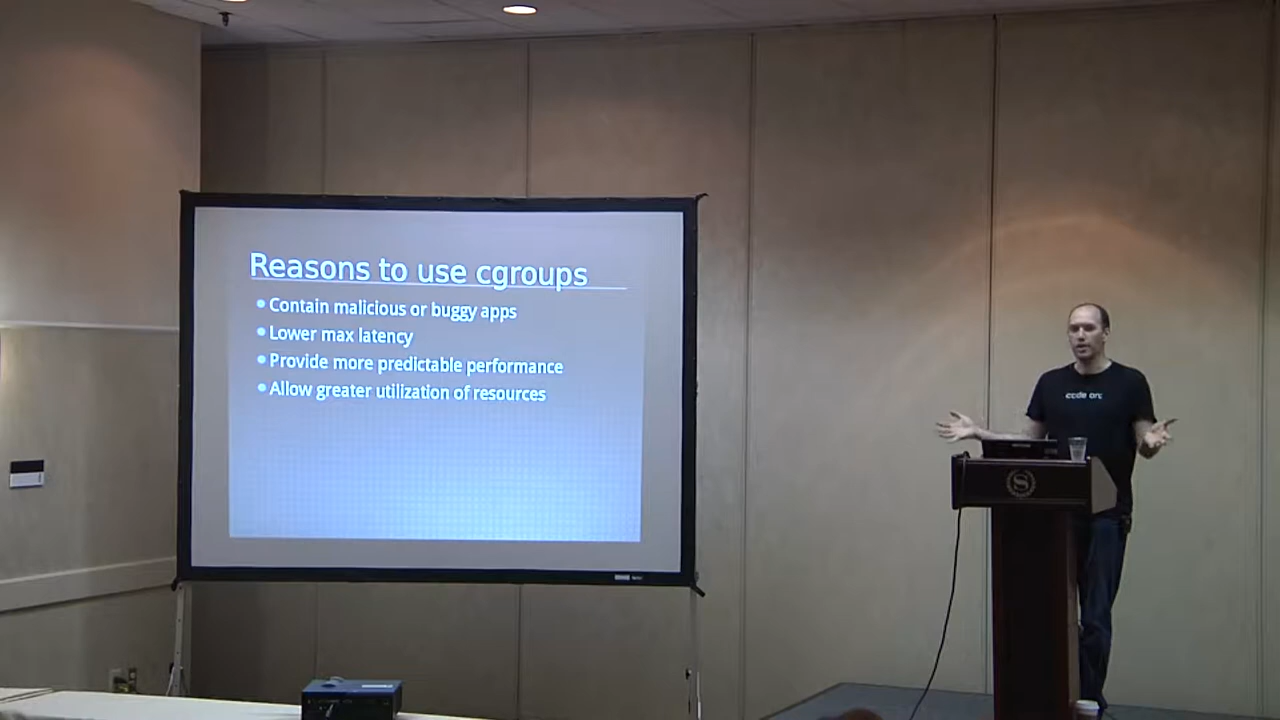 Reasons to use cgroups
Contain malicious or buggy apps
Lower max latency
Provide more predictable performance
Allow greater utilization of resources
code
S